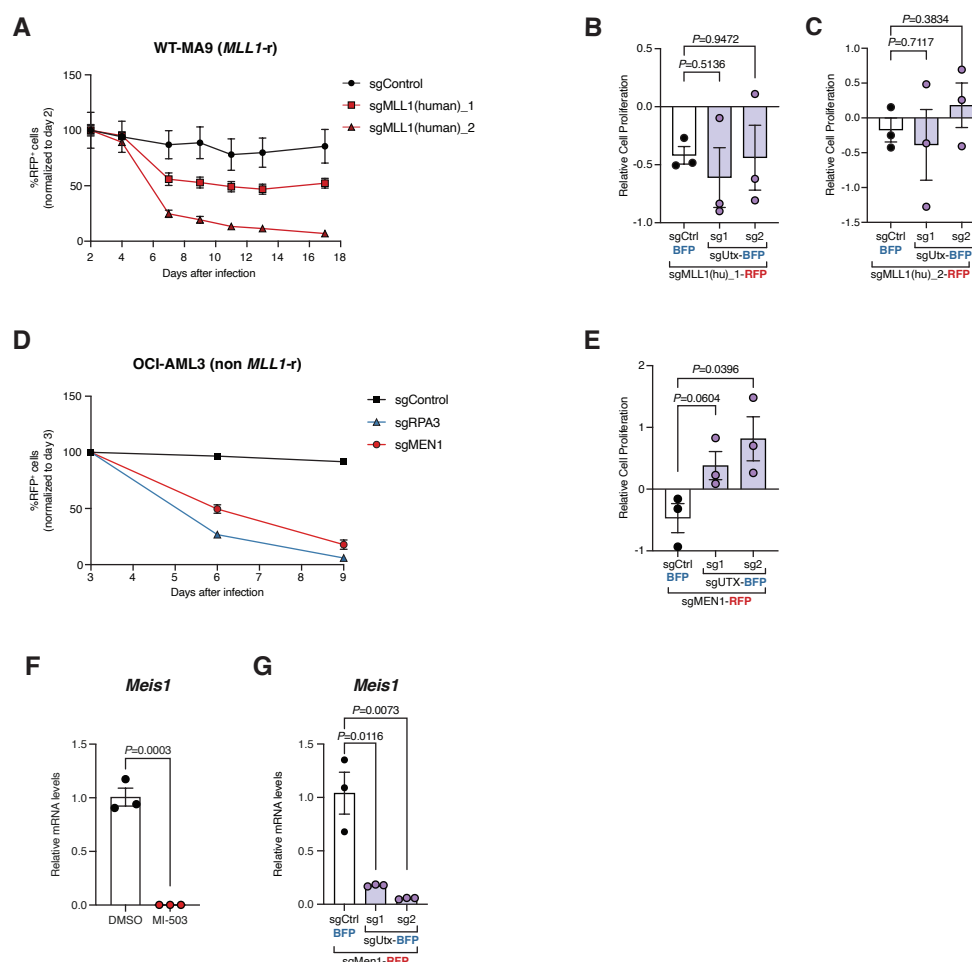 A
WT-MA9 (MLL1-r)
%RFP+ cells
(normalized to day 2)
150
100
50
0
2 4 6 8 10 12 14 16 18
Days after infection
sgControl
sgMLL1(human)_1
sgMLL1(human)_2
B
P=0.9472
P=0.5136
Relative Cell Proliferation
0.5
0.0
-0.5
-1.0
sgCtrl sg1 sg2
BFP sgUtx-BFP
sgMLL1(hu)_1-RFP
C
P=0.3834
P=0.7117
Relative Cell Proliferation
1.0
0.5
0.0
-0.5
-1.0
-1.5
sgCtrl sg1 sg2
BFP sgUtx-BFP
sgMLL1(hu)_2-RFP
D
OCI-AML3 (non MLL1-r)
%RFP+ cells
(normalized to day 3)
150
100
50
0
3 4 5 6 7 8 9
Days after infection
sgControl
sgRPA3
sgMEN1
E
P=0.0396
P=0.0604
Relative Cell Proliferation
2
1
0
-1
sgCtrl sg1 sg2
BFP sgUTX-BFP
sgMEN1-RFP
F
Meis1
P=0.0003
Relative mRNA levels
1.5
1.0
0.5
0.0
DMSO MI-503
G
Meis1
P=0.0073
P=0.0116
Relative mRNA levels
1.5
1.0
0.5
0.0
sgCtrl sg1 sg2
BFP sgUtx-BFP
sgMen1-RFP